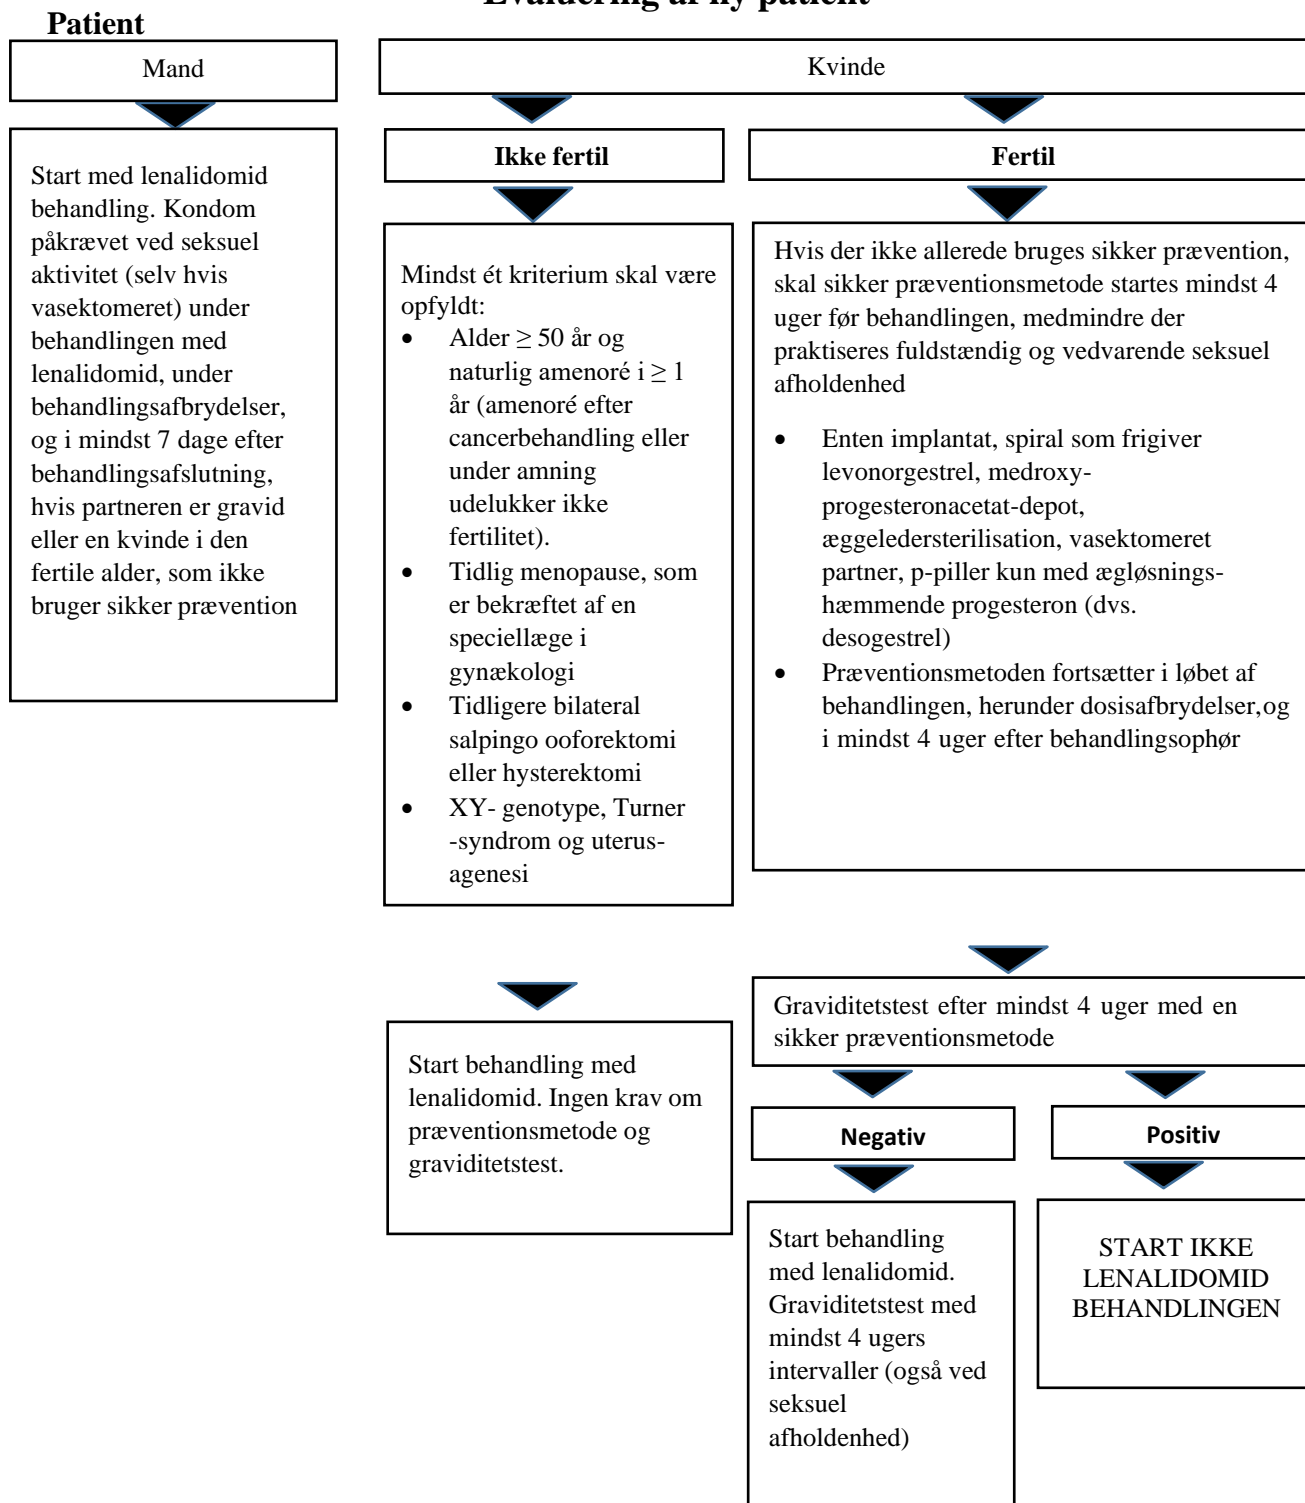 Evaluering af ny patient
Patient
Mand
Start med lenalidomid
behandling. Kondom
påkrævet ved seksuel
aktivitet (selv hvis
vasektomeret) under
behandlingen med
lenalidomid, under
behandlingsafbrydelser,
og i mindst 7 dage efter
behandlingsafslutning,
hvis partneren er gravid
eller en kvinde i den
fertile alder, som ikke
bruger sikker prævention
Kvinde
Ikke fertil
Mindst ét kriterium skal være
opfyldt:
• Alder ≥ 50 år og
naturlig amenoré i ≥ 1
år (amenoré efter
cancerbehandling eller
under amning
udelukker ikke
fertilitet).
• Tidlig menopause, som
er bekræftet af en
speciellæge i
gynækologi
• Tidligere bilateral
salpingo ooforektomi
eller hysterektomi
• XY- genotype, Turner
-syndrom og uterus-
agenesi
Start behandling med
lenalidomid. Ingen krav om
præventionsmetode og
graviditetstest.
Fertil
Hvis der ikke allerede bruges sikker prævention,
skal sikker præventionsmetode startes mindst 4
uger før behandlingen, medmindre der
praktiseres fuldstændig og vedvarende seksuel
afholdenhed
• Enten implantat, spiral som frigiver
levonorgestrel, medroxy-
progesteronacetat-depot,
æggeledersterilisation, vasektomeret
partner, p-piller kun med ægløsnings-
hæmmende progesteron (dvs.
desogestrel)
• Præventionsmetoden fortsætter i løbet af
behandlingen, herunder dosisafbrydelser,og
i mindst 4 uger efter behandlingsophør
Graviditetstest efter mindst 4 uger med en
sikker præventionsmetode
Negativ
Start behandling
med lenalidomid.
Graviditetstest med
mindst 4 ugers
intervaller (også ved
seksuel
afholdenhed)
Positiv
START IKKE
LENALIDOMID
BEHANDLINGEN